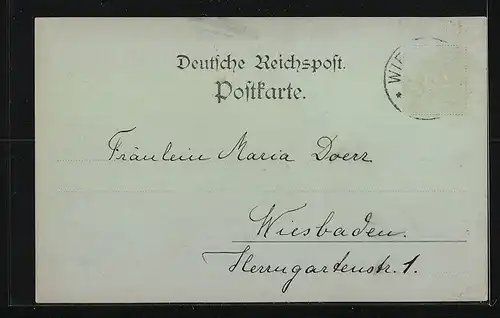 Deutsche Reichspost.
Postkarte.
Fräulein Maria Doerr
Wiesbaden.
Herrngartenstr. 1.